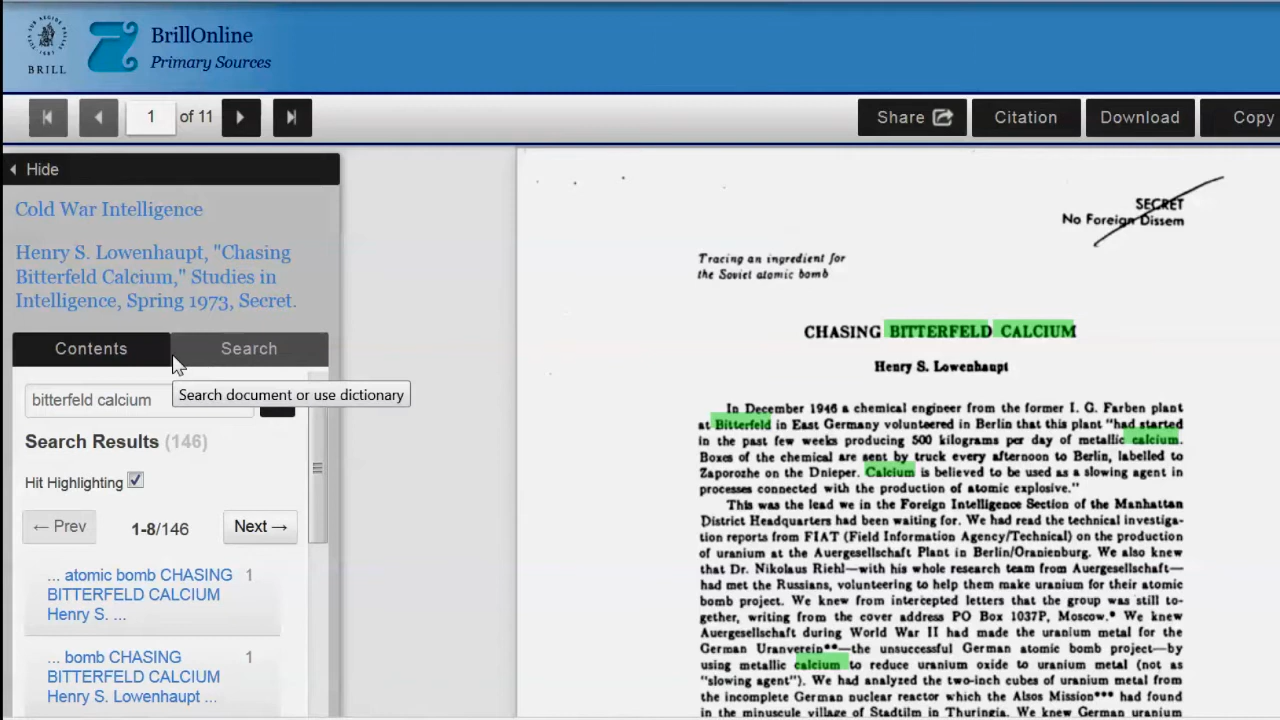 BRILL
BrillOnline
Primary Sources
1 of 11
Share
Citation
Download
Copy
Hide
Cold War Intelligence
Henry S. Lowenhaupt, "Chasing
Bitterfeld Calcium," Studies in
Intelligence, Spring 1973, Secret.
Contents
Search
Search document or use dictionary
bitterfeld calcium
Search Results (146)
Hit Highlighting
← Prev
1-8/146
Next →
... atomic bomb CHASING 1
BITTERFELD CALCIUM
Henry S. ...
... bomb CHASING 1
BITTERFELD CALCIUM
Henry S. Lowenhaupt ...
SECRET
No Foreign Dissem
Tracing an ingredient for
the Soviet atomic bomb
CHASING BITTERFELD CALCIUM
Henry S. Lowenhaupt
In December 1946 a chemical engineer from the former I. G. Farben plant
at Bitterfeld in East Germany volunteered in Berlin that this plant "had started
in the past few weeks producing 500 kilograms per day of metallic calcium.
Boxes of the chemical are sent by truck every afternoon to Berlin, labelled to
Zaporozhe on the Dnieper. Calcium is believed to be used as a slowing agent in
processes connected with the production of atomic explosive."
This was the lead we in the Foreign Intelligence Section of the Manhattan
District Headquarters had been waiting for. We had read the technical investiga-
tion reports from FIAT (Field Information Agency/Technical) on the production
of uranium at the Auergesellschaft Plant in Berlin/Oranienburg. We also knew
that Dr. Nikolaus Riehl—with his whole research team from Auergesellschaft—
had met the Russians, volunteering to help them make uranium for their atomic
bomb project. We knew from intercepted letters that the group was still to-
gether, writing from the cover address PO Box 1037P, Moscow.* We knew
Auergesellschaft during World War II had made the uranium metal for the
German Uranverein**—the unsuccessful German atomic bomb project—by
using metallic calcium to reduce uranium oxide to uranium metal (not as
"slowing agent"). We had analyzed the two-inch cubes of uranium metal from
the incomplete German nuclear reactor which the Alsos Mission*** had found
in the minuscule village of Stadtilm in Thuringia. We knew German uranium